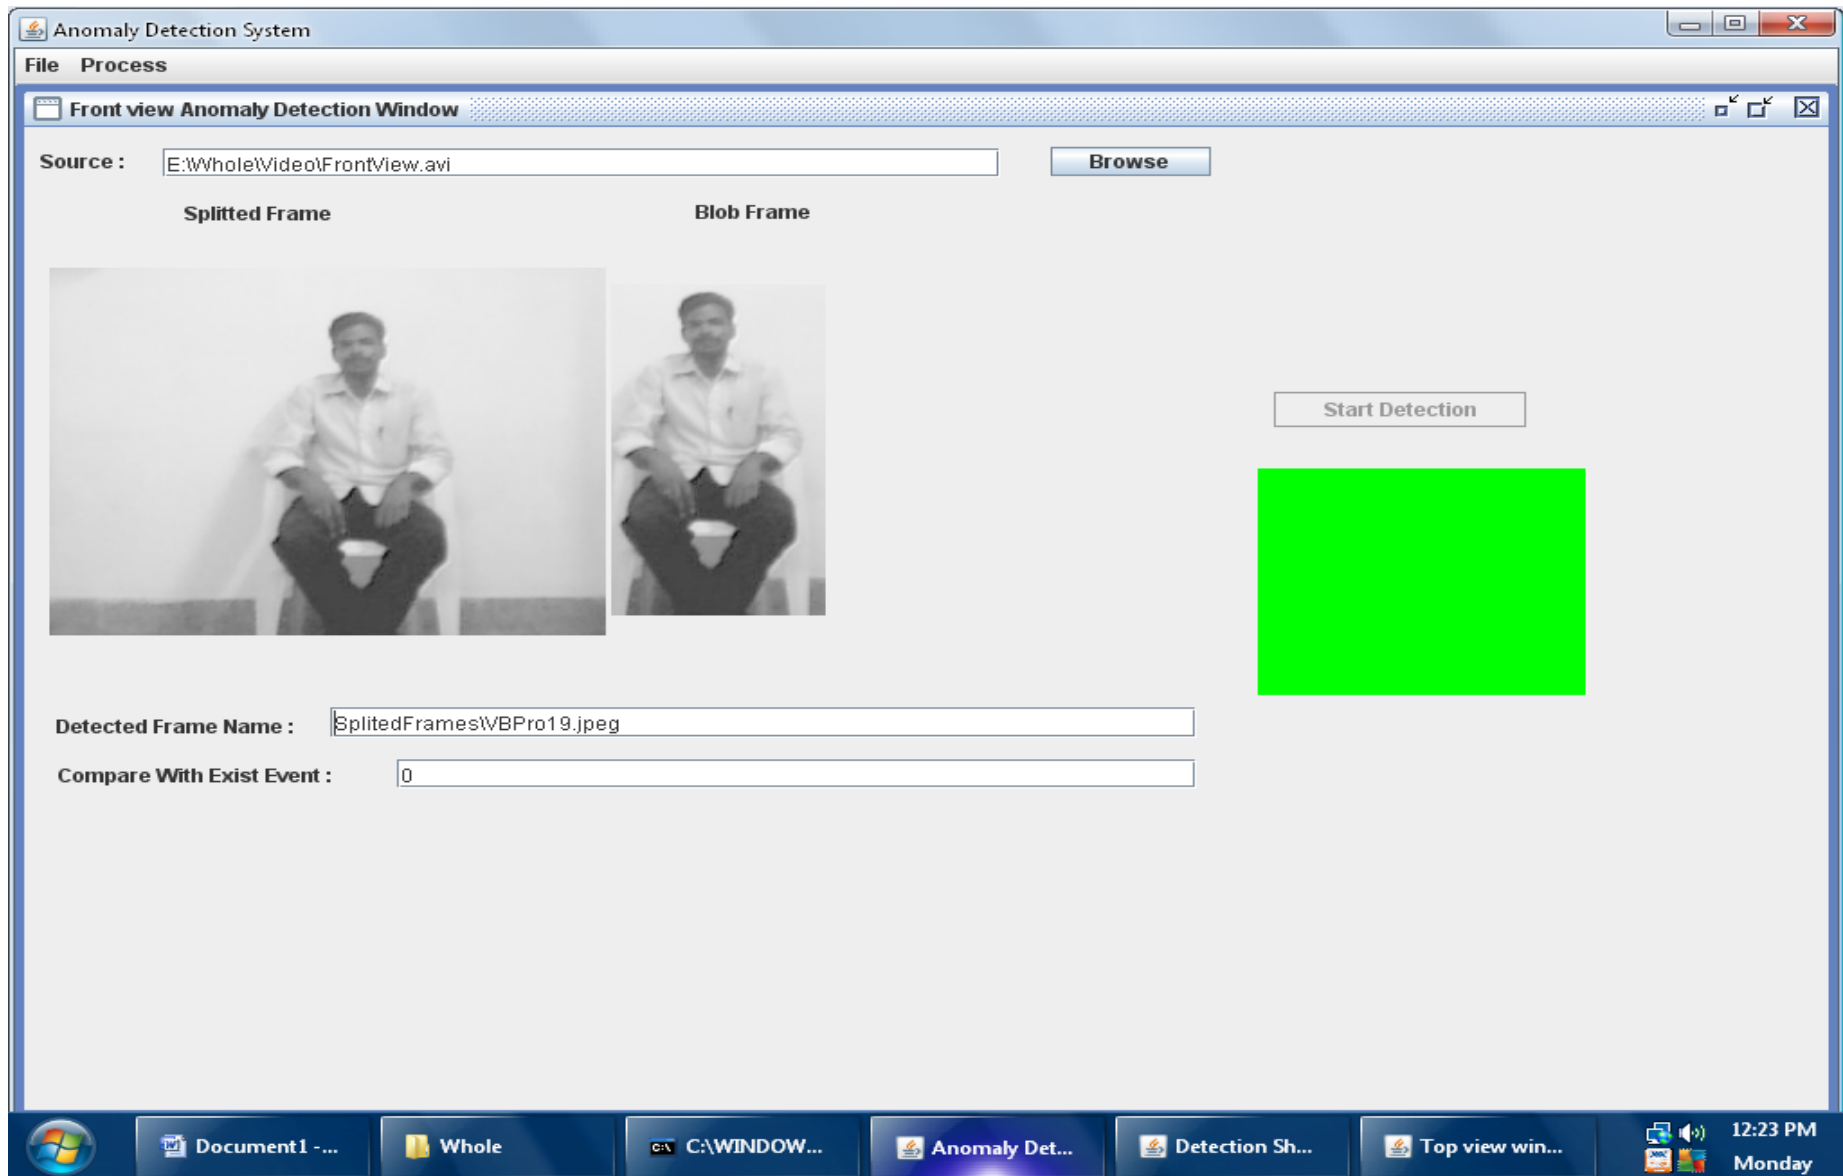 Anomaly Detection System
File Process
Front view Anomaly Detection Window
Source : E:\Whole\Video\FrontView.avi Browse
Splitted Frame Blob Frame
Start Detection
Detected Frame Name : SplitedFrames\VBPro19.jpeg
Compare With Exist Event : 0
Document1 -... Whole C:\WINDOW... Anomaly Det... Detection Sh... Top view win... 12:23 PM
Monday